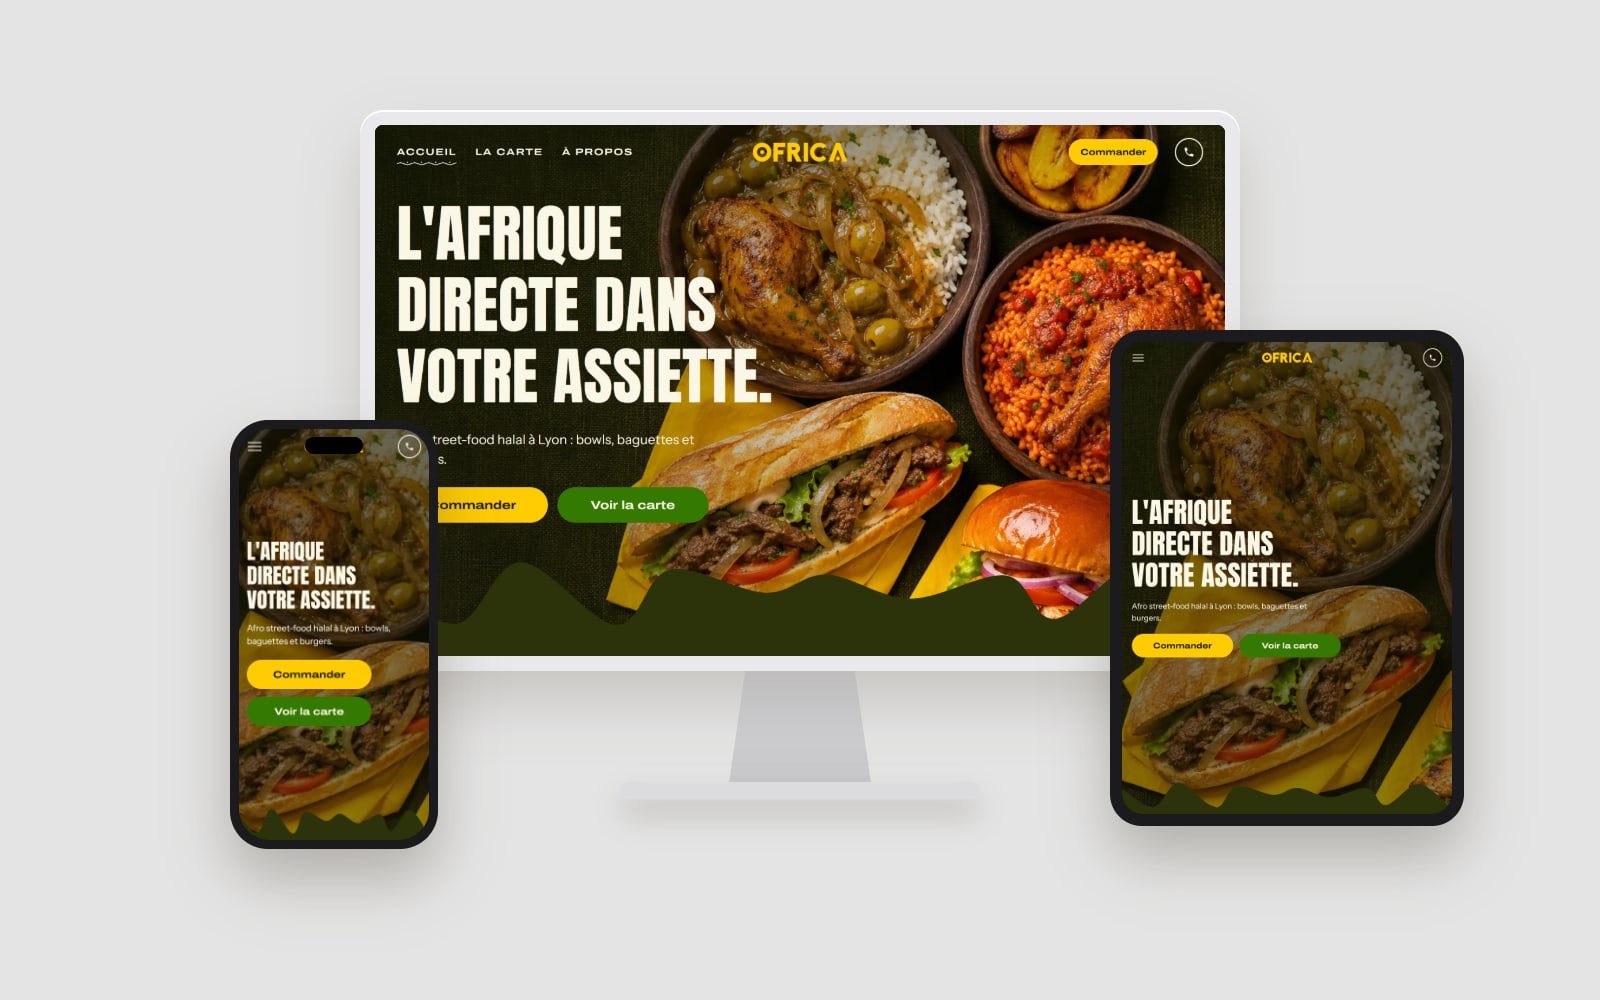 ACCUEIL LA CARTE À PROPOS OFRICA Commander
L'AFRIQUE
DIRECTE DANS
VOTRE ASSIETTE.
street-food halal à Lyon : bowls, baguettes et
Voir la carte
L'AFRIQUE
DIRECTE DANS
VOTRE ASSIETTE.
Afro street-food halal à Lyon : bowls,
baguettes et burgers.
Commander
Voir la carte
OFRICA
L'AFRIQUE
DIRECTE DANS
VOTRE ASSIETTE.
Afro street-food halal à Lyon : bowls, baguettes et
burgers.
Commander Voir la carte